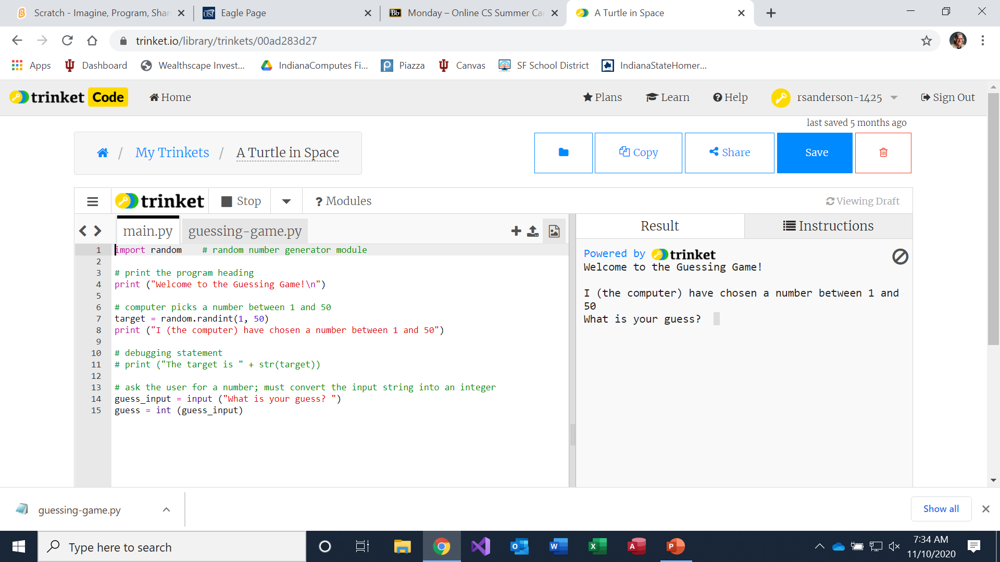 Scratch - Imagine, Program, Shar
Eagle Page
Bb Monday – Online CS Summer Ca
A Turtle in Space
trinket.io/library/trinkets/00ad283d27
Apps Dashboard Wealthscape Invest... IndianaComputes Fi... Piazza Canvas SF School District IndianaStateHomer...
trinket Code Home Plans Learn Help rsanderson-1425 Sign Out
last saved 5 months ago
/ My Trinkets / A Turtle in Space
Copy Share Save
trinket Stop ? Modules Viewing Draft
main.py guessing-game.py
Result Instructions
1 import random    # random number generator module
2
3 # print the program heading
4 print ("Welcome to the Guessing Game!\n")
5
6 # computer picks a number between 1 and 50
7 target = random.randint(1, 50)
8 print ("I (the computer) have chosen a number between 1 and 50")
9
10 # debugging statement
11 # print ("The target is " + str(target))
12
13 # ask the user for a number; must convert the input string into an integer
14 guess_input = input ("What is your guess? ")
15 guess = int (guess_input)
Powered by trinket
Welcome to the Guessing Game!
I (the computer) have chosen a number between 1 and
50
What is your guess?
guessing-game.py
Show all
Type here to search
7:34 AM
11/10/2020